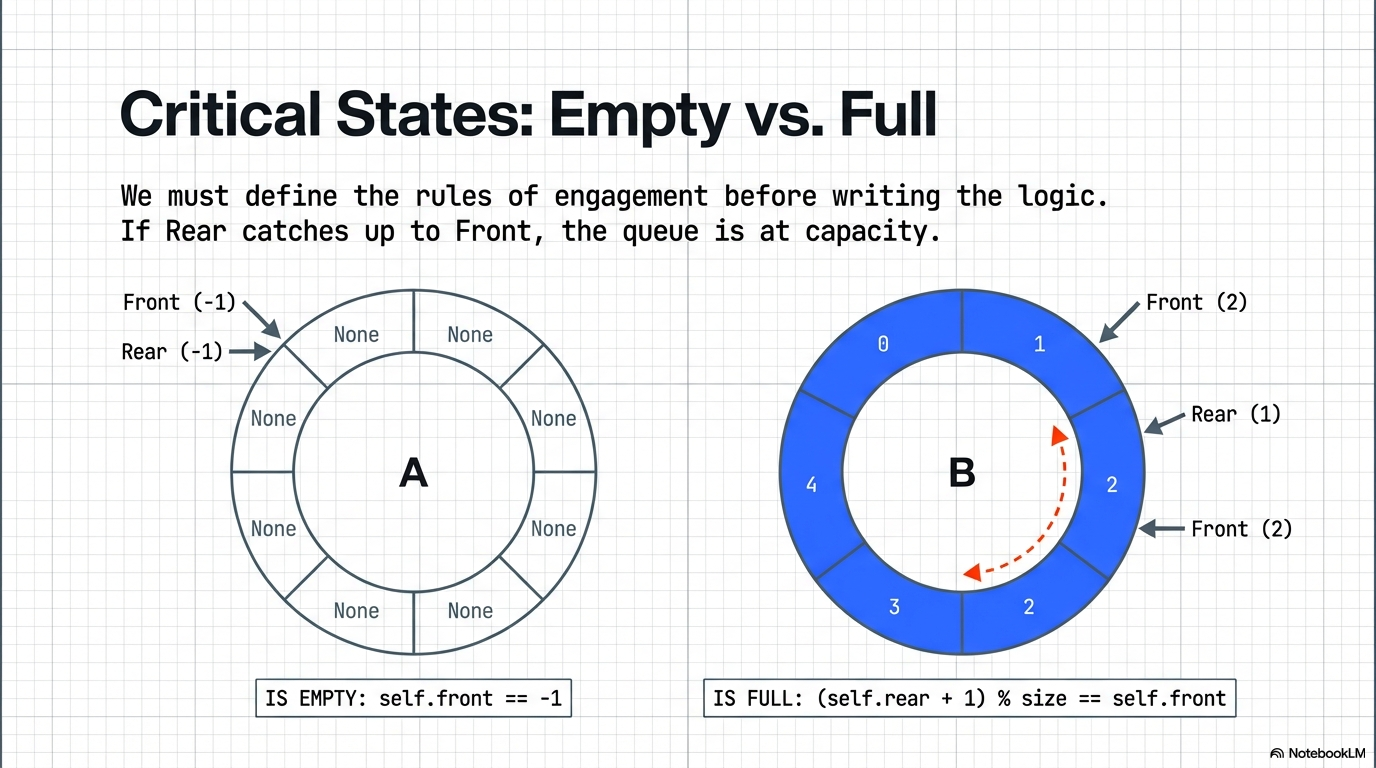 Critical States: Empty vs. Full
We must define the rules of engagement before writing the logic.
If Rear catches up to Front, the queue is at capacity.
Front (-1)
Rear (-1)
None
None
None
None
None
None
None
None
A
IS EMPTY: self.front == -1
Front (2)
Rear (1)
Front (2)
0
1
4
2
3
2
B
IS FULL: (self.rear + 1) % size == self.front
NotebookLM